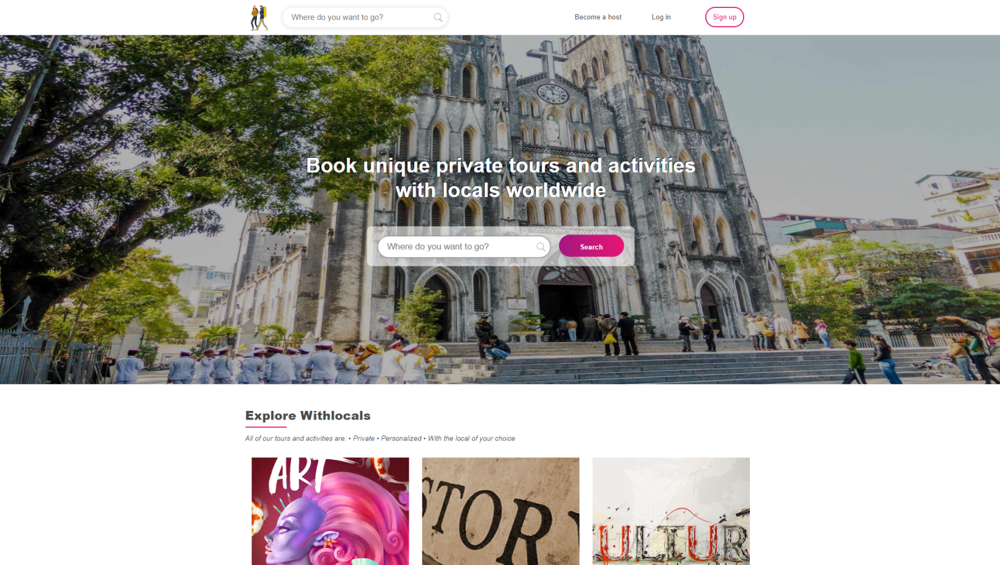 Where do you want to go?
Become a host
Log in
Sign up
Book unique private tours and activities
with locals worldwide
Where do you want to go?
Search
Explore Withlocals
All of our tours and activities are: • Private • Personalized • With the local of your choice
ART
STORY
ULTUR